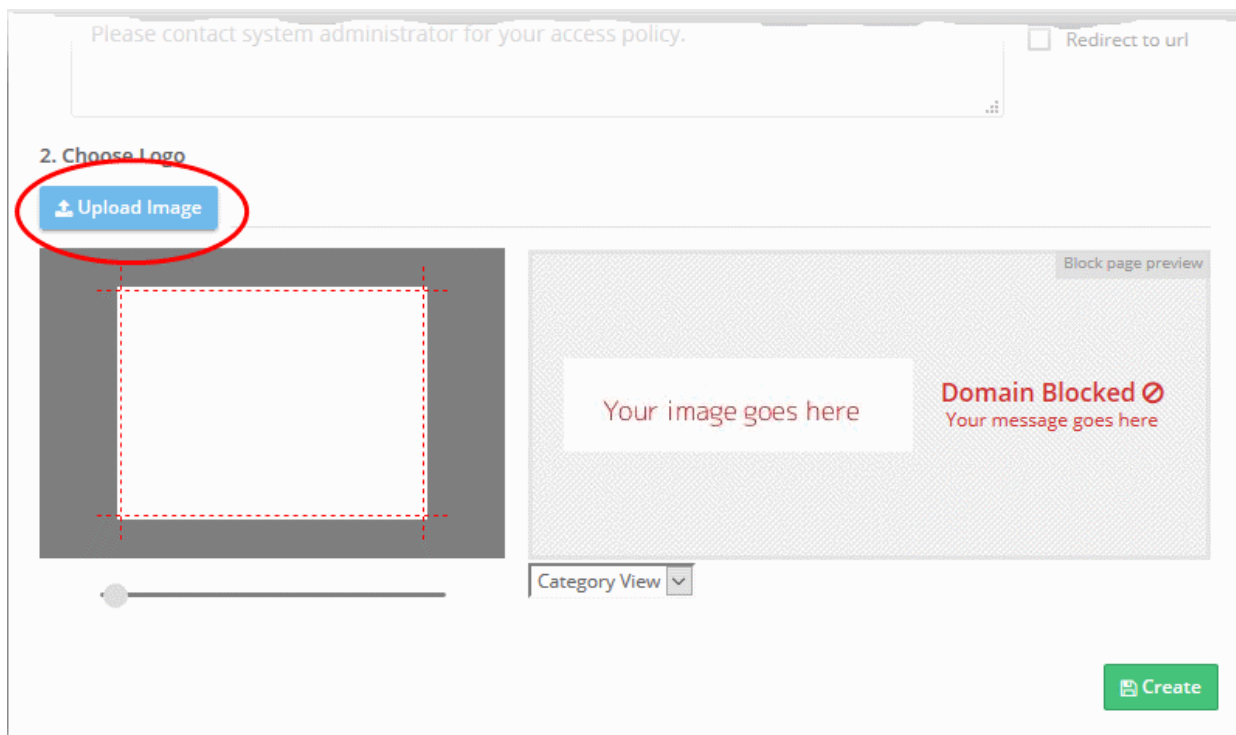 Please contact system administrator for your access policy.
Redirect to url
2. Choose Logo
Upload Image
Block page preview
Your image goes here
Domain Blocked
Your message goes here
Category View
Create